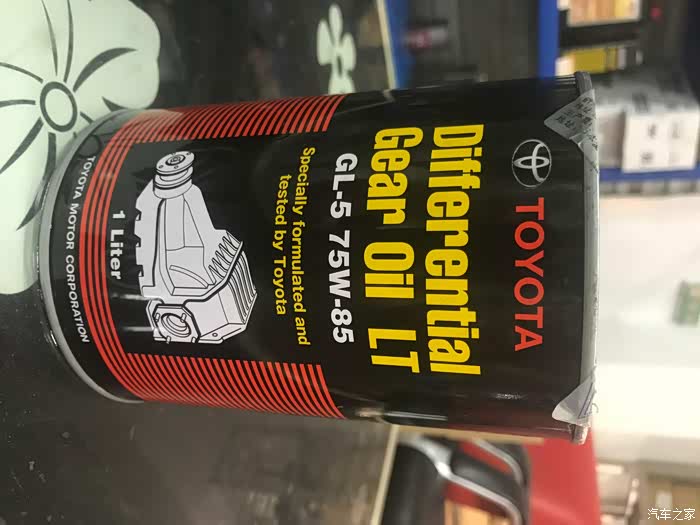 TOYOTA
Differential
Gear Oil LT
GL-5 75W-85
Specially formulated and
tested by Toyota
1 Liter
TOYOTA MOTOR CORPORATION
汽车之家